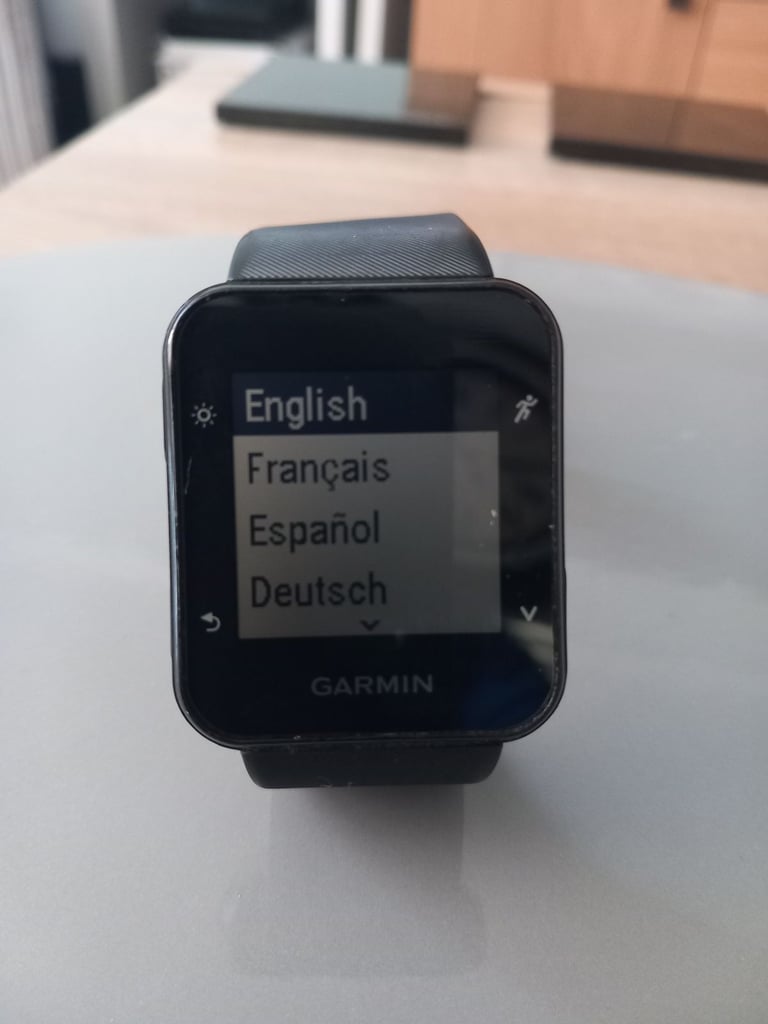 English
Français
Español
Deutsch
GARMIN